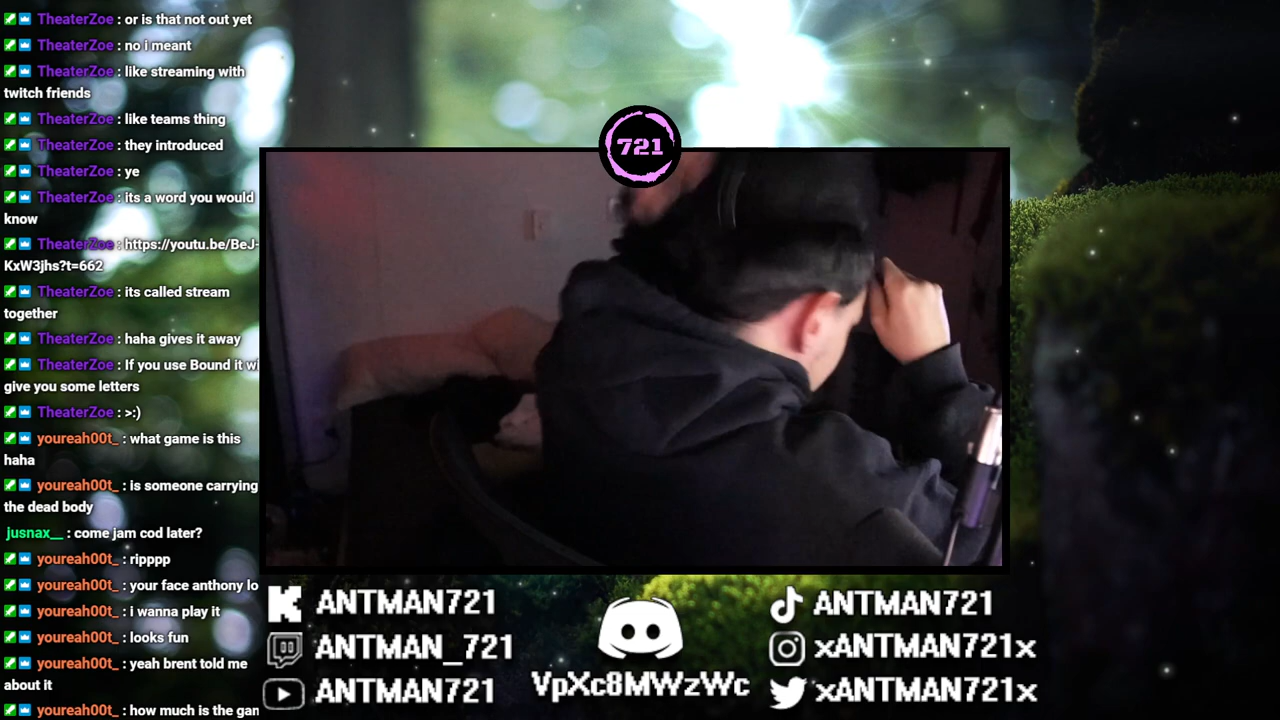 TheaterZoe : or is that not out yet
TheaterZoe : no i meant
TheaterZoe : like streaming with
twitch friends
TheaterZoe : like teams thing
TheaterZoe : they introduced
TheaterZoe : ye
TheaterZoe : its a word you would
know
TheaterZoe : https://youtu.be/BeJ-
KxW3jhs?t=662
TheaterZoe : its called stream
together
TheaterZoe : haha gives it away
TheaterZoe : If you use Bound it w
give you some letters
TheaterZoe : >:)
youreah00t_ : what game is this
haha
youreah00t_ : is someone carrying
the dead body
jusnax__ : come jam cod later?
youreah00t_ : ripppp
youreah00t_ : your face anthony lo
youreah00t_ : i wanna play it
youreah00t_ : looks fun
youreah00t_ : yeah brent told me
about it
youreah00t_ : how much is the gam
721
ANTMAN721
ANTMAN_721
ANTMAN721
VpXc8MWzWc
ANTMAN721
xANTMAN721x
xANTMAN721x